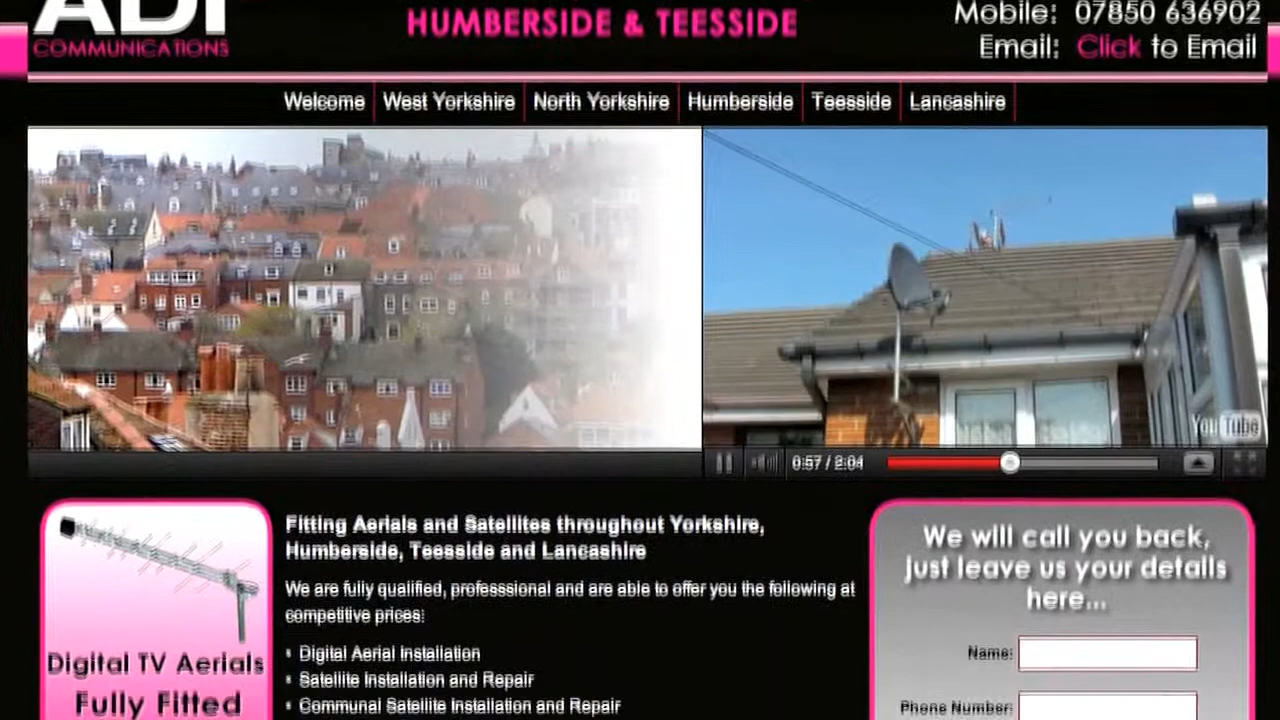 ADI
COMMUNICATIONS
HUMBERSIDE & TEESSIDE
Mobile: 07850 636902
Email: Click to Email
Welcome
West Yorkshire
North Yorkshire
Humberside
Teesside
Lancashire
You Tube
0:57 / 2:04
Digital TV Aerials
Fully Fitted
Fitting Aerials and Satellites throughout Yorkshire,
Humberside, Teesside and Lancashire
We are fully qualified, professsional and are able to offer you the following at
competitive prices:
• Digital Aerial Installation
• Satellite Installation and Repair
• Communal Satellite Installation and Repair
We will call you back,
just leave us your details
here...
Name:
Phone Number: